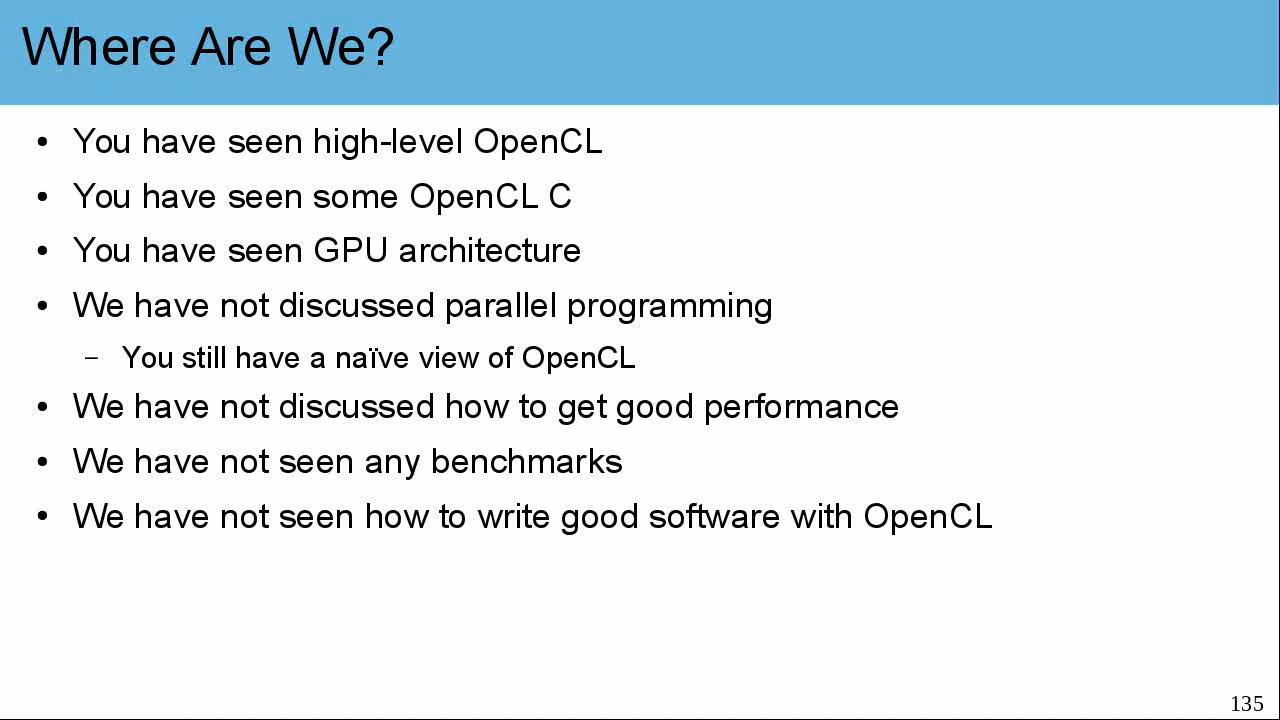 Where Are We?
• You have seen high-level OpenCL
• You have seen some OpenCL C
• You have seen GPU architecture
• We have not discussed parallel programming
– You still have a naïve view of OpenCL
• We have not discussed how to get good performance
• We have not seen any benchmarks
• We have not seen how to write good software with OpenCL
135